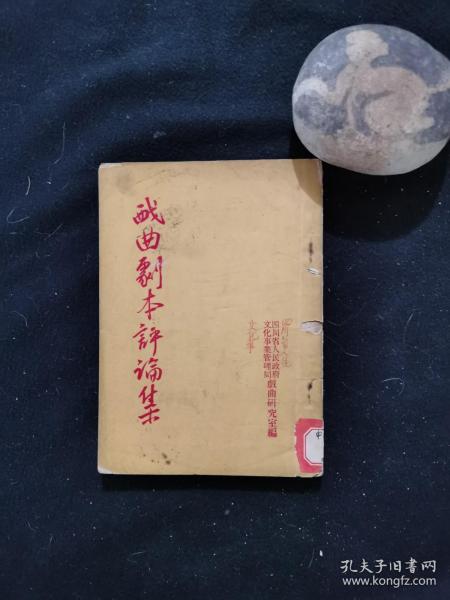 戏曲劇本評論集
四川省人民政府
文化事業管理局
戲曲研究室編
孔夫子旧书网
www.kongfz.com